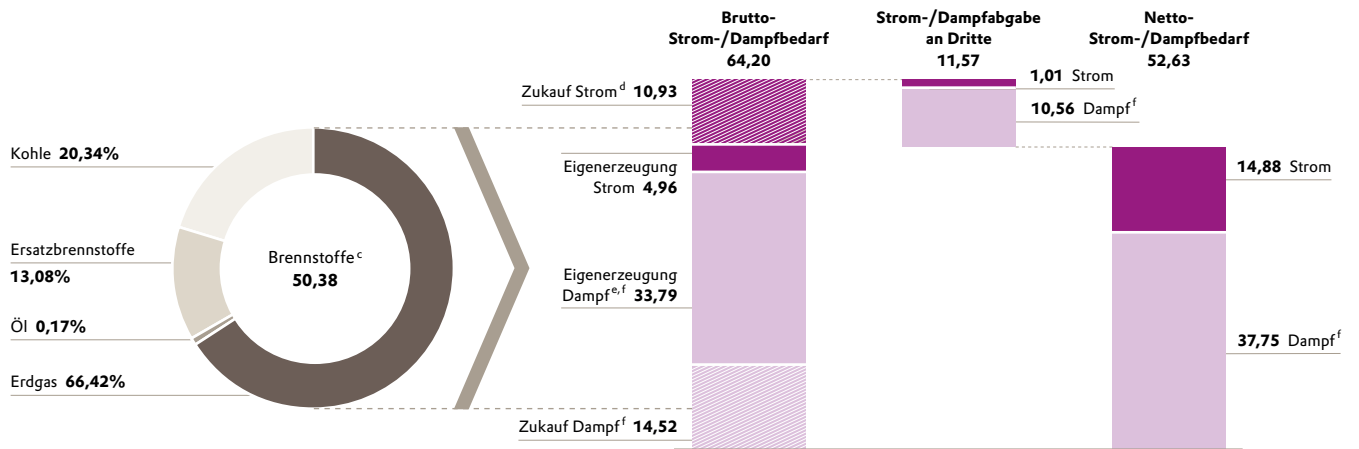 Brutto-
Strom-/Dampfbedarf
64,20
Strom-/Dampfabgabe
an Dritte
11,57
Netto-
Strom-/Dampfbedarf
52,63
Kohle 20,34%
Ersatzbrennstoffe
13,08%
Öl 0,17%
Erdgas 66,42%
Brennstoffe c
50,38
Zukauf Strom d 10,93
Eigenerzeugung
Strom 4,96
Eigenerzeugung
Dampf e,f 33,79
Zukauf Dampf f 14,52
1,01 Strom
10,56 Dampf f
14,88 Strom
37,75 Dampf f